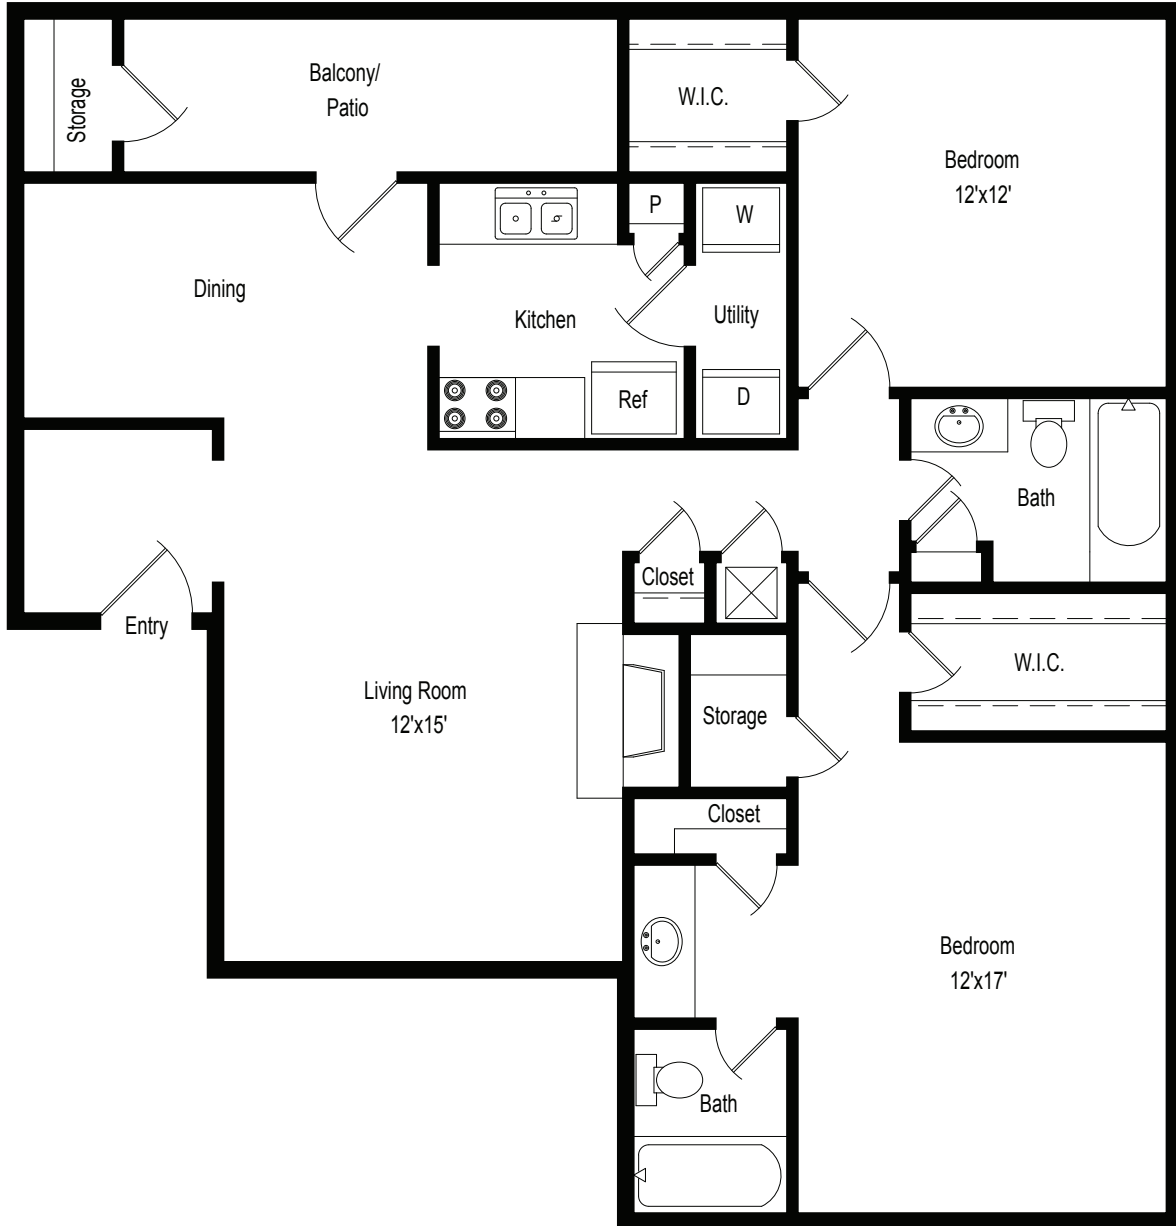 Storage
Balcony/
Patio
W.I.C.
Bedroom
12'x12'
P
W
Dining
Kitchen
Utility
Ref
D
Bath
Closet
Entry
W.I.C.
Living Room
12'x15'
Storage
Closet
Bedroom
12'x17'
Bath